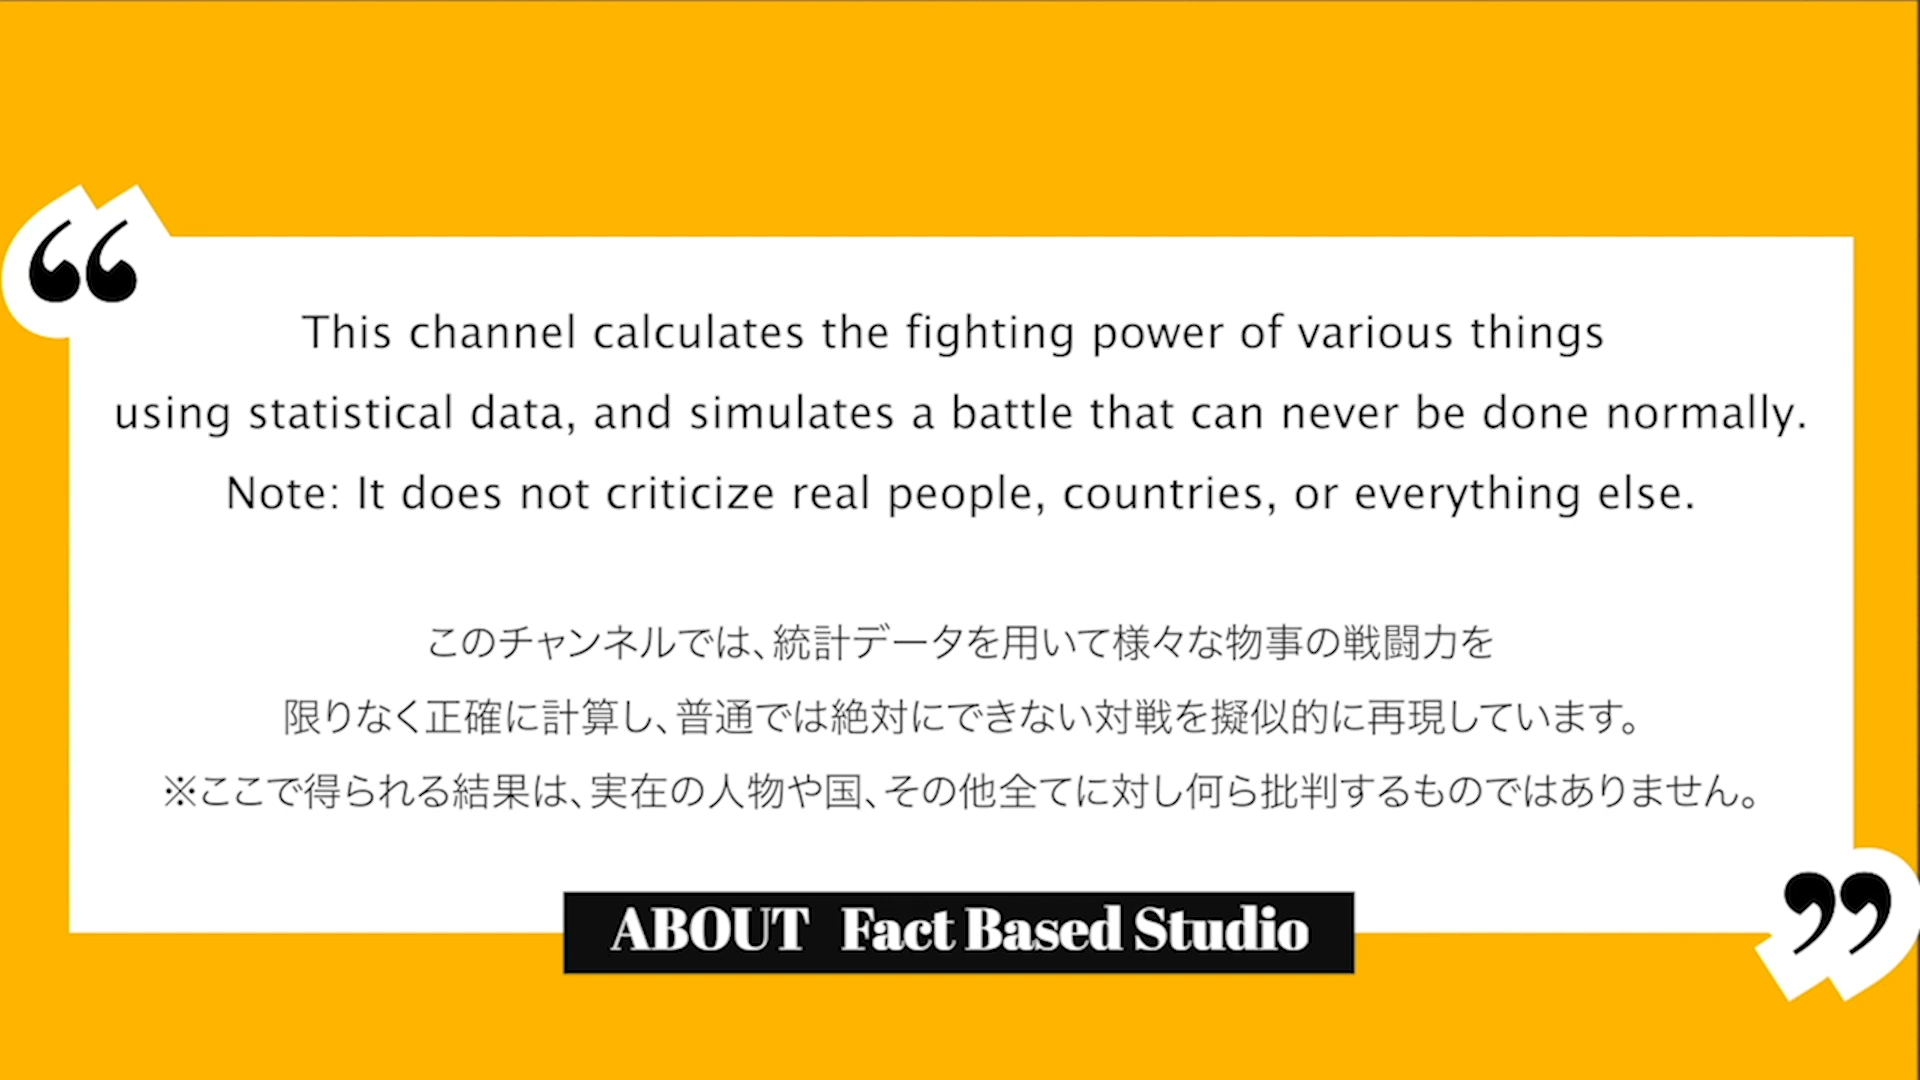 This channel calculates the fighting power of various things
using statistical data, and simulates a battle that can never be done normally.
Note: It does not criticize real people, countries, or everything else.
このチャンネルでは、統計データを用いて様々な物事の戦闘力を
限りなく正確に計算し、普通では絶対にできない対戦を擬似的に再現しています。
※ここで得られる結果は、実在の人物や国、その他全てに対し何ら批判するものではありません。
ABOUT Fact Based Studio